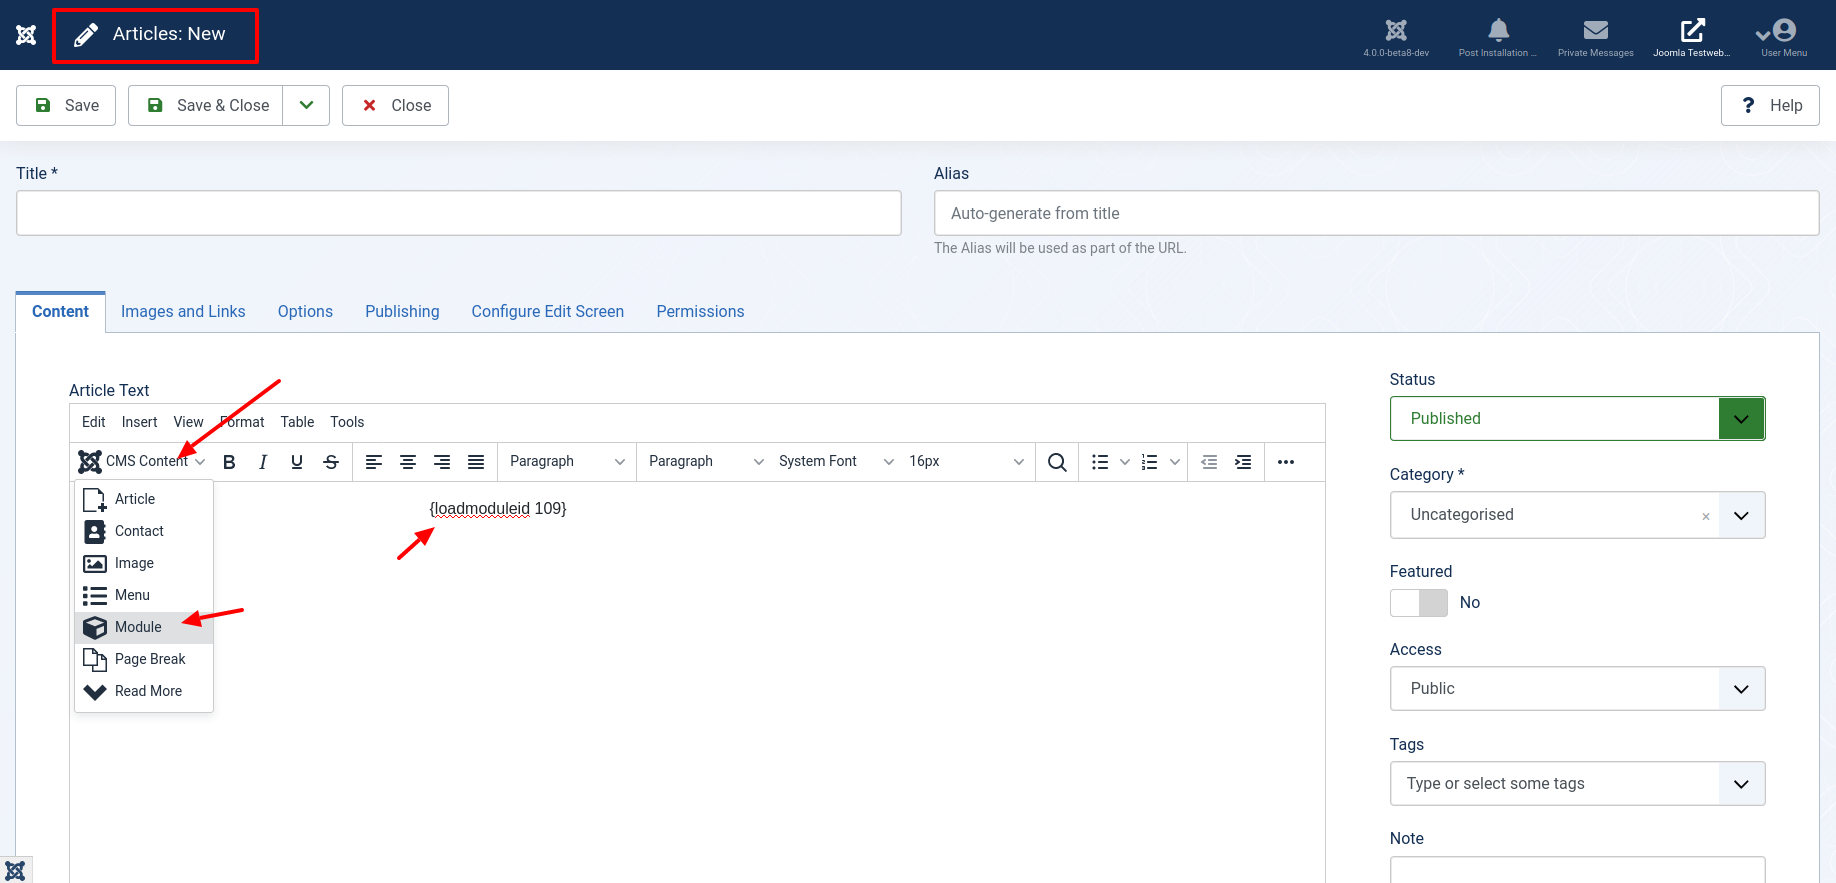 Articles: New
4.0.0-beta8-dev
Post Installation ...
Private Messages
Joomla Testweb...
User Menu
Save
Save & Close
Close
? Help
Title *
Alias
Auto-generate from title
The Alias will be used as part of the URL.
Content
Images and Links
Options
Publishing
Configure Edit Screen
Permissions
Article Text
Edit Insert View Format Table Tools
CMS Content B I U S Paragraph Paragraph System Font 16px
Article
Contact
Image
Menu
Module
Page Break
Read More
{loadmoduleid 109}
Status
Published
Category *
Uncategorised ×
Featured
No
Access
Public
Tags
Type or select some tags
Note